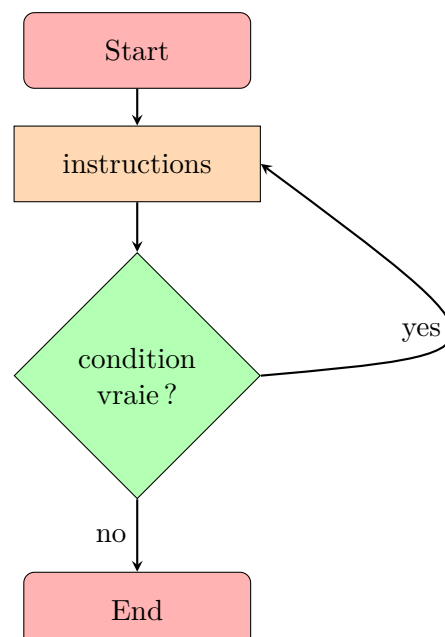 Start
instructions
condition
vraie ?
yes
no
End